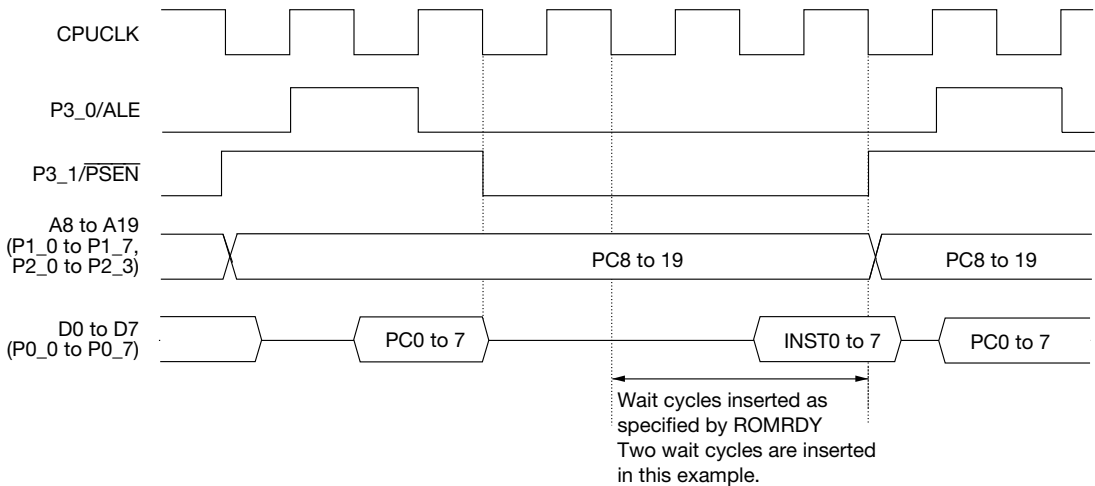 CPUCLK
P3_0/ALE
P3_1/PSEN
A8 to A19
(P1_0 to P1_7,
P2_0 to P2_3)
PC8 to 19
PC8 to 19
D0 to D7
(P0_0 to P0_7)
PC0 to 7
INST0 to 7
PC0 to 7
Wait cycles inserted as
specified by ROMRDY
Two wait cycles are inserted
in this example.